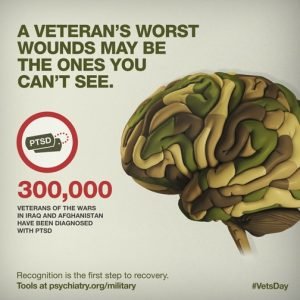 A VETERAN'S WORST
WOUNDS MAY BE
THE ONES YOU
CAN'T SEE.
PTSD
300,000
VETERANS OF THE WARS
IN IRAQ AND AFGHANISTAN
HAVE BEEN DIAGNOSED
WITH PTSD
Recognition is the first step to recovery.
Tools at psychiatry.org/military
#VetsDay